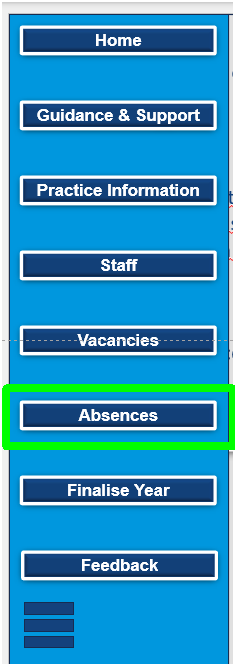 Home
Guidance & Support
Practice Information
Staff
Vacancies
Absences
Finalise Year
Feedback